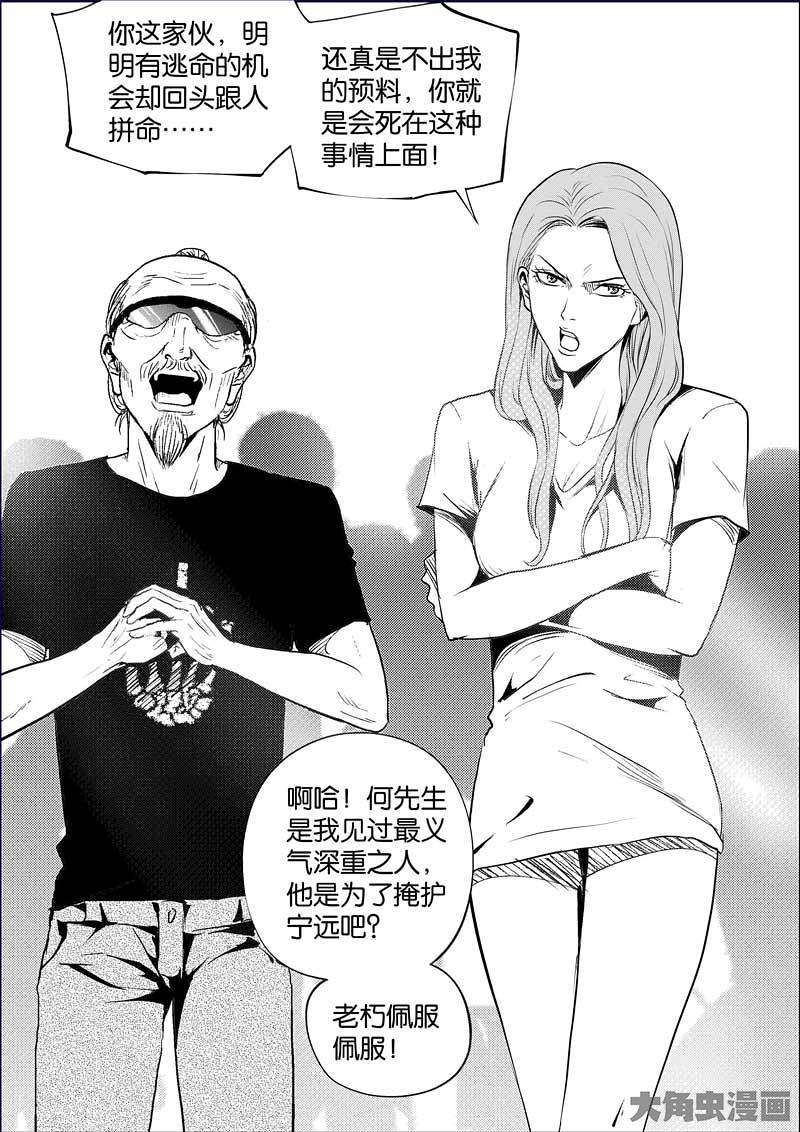 你这家伙，明
明有逃命的机
会却回头跟人
拼命……
还真是不出我
的预料，你就
是会死在这种
事情上面！
啊哈！何先生
是我见过最义
气深重之人，
他是为了掩护
宁远吧？
老朽佩服
佩服！
大角虫漫画